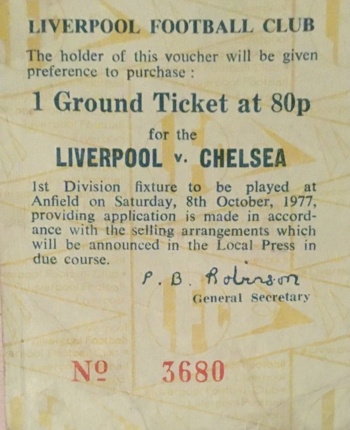 LIVERPOOL FOOTBALL CLUB
The holder of this voucher will be given
preference to purchase :
1 Ground Ticket at 80p
for the
LIVERPOOL v. CHELSEA
1st Division fixture to be played at
Anfield on Saturday, 8th October, 1977,
providing application is made in accord-
ance with the selling arrangements which
will be announced in the Local Press in
due course.
P. B. Robinson
General Secretary
Nº 3680